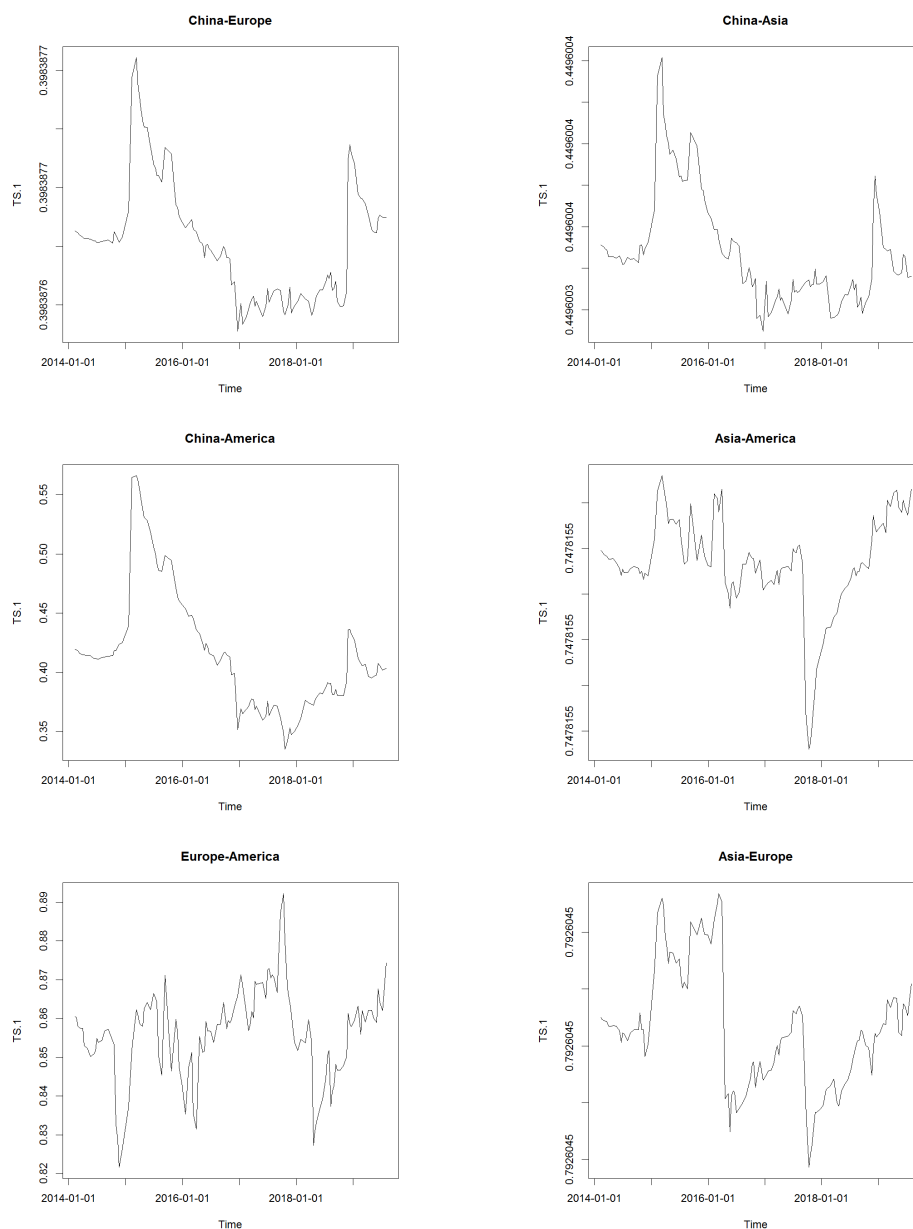 China-Europe
0.3983877
0.3983877
0.3983876
TS.1
2014-01-01 2016-01-01 2018-01-01
Time
China-Asia
0.4496004
0.4496004
0.4496004
0.4496003
TS.1
2014-01-01 2016-01-01 2018-01-01
Time
China-America
0.55
0.50
0.45
0.40
0.35
TS.1
2014-01-01 2016-01-01 2018-01-01
Time
Asia-America
0.7478155
0.7478155
0.7478155
TS.1
2014-01-01 2016-01-01 2018-01-01
Time
Europe-America
0.89
0.88
0.87
0.86
0.85
0.84
0.83
0.82
TS.1
2014-01-01 2016-01-01 2018-01-01
Time
Asia-Europe
0.7926045
0.7926045
0.7926045
TS.1
2014-01-01 2016-01-01 2018-01-01
Time